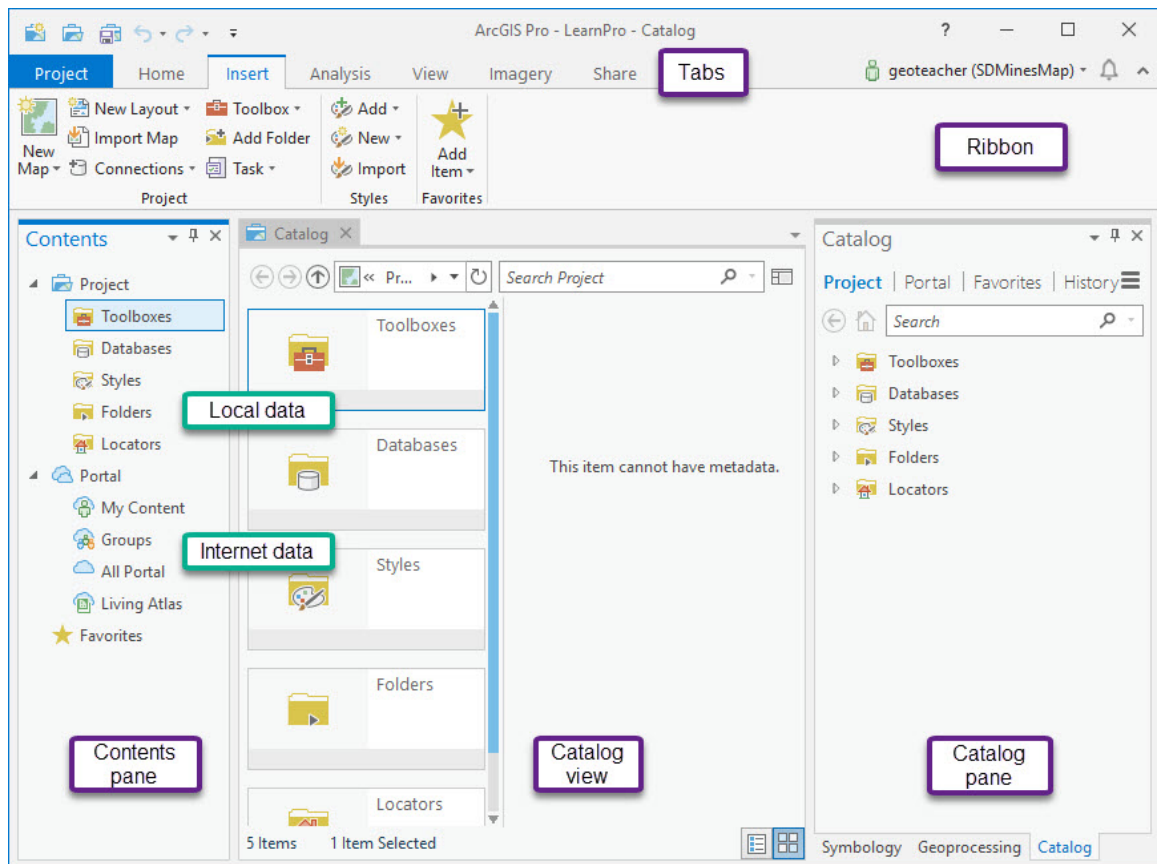 ArcGIS Pro - LearnPro - Catalog
?
Project Home Insert Analysis View Imagery Share Tabs geoteacher (SDMinesMap)
New Map
New Layout
Import Map
Connections
Toolbox
Add Folder
Task
Project
Add
New
Import
Styles
Add Item
Favorites
Ribbon
Contents
Project
Toolboxes
Databases
Styles
Folders
Locators
Portal
My Content
Groups
All Portal
Living Atlas
Favorites
Local data
Internet data
Contents
pane
Catalog
« Pr...
Search Project
Toolboxes
Databases
Styles
Folders
Locators
This item cannot have metadata.
Catalog
view
5 Items 1 Item Selected
Catalog
Project | Portal | Favorites | History
Search
Toolboxes
Databases
Styles
Folders
Locators
Catalog
pane
Symbology Geoprocessing Catalog